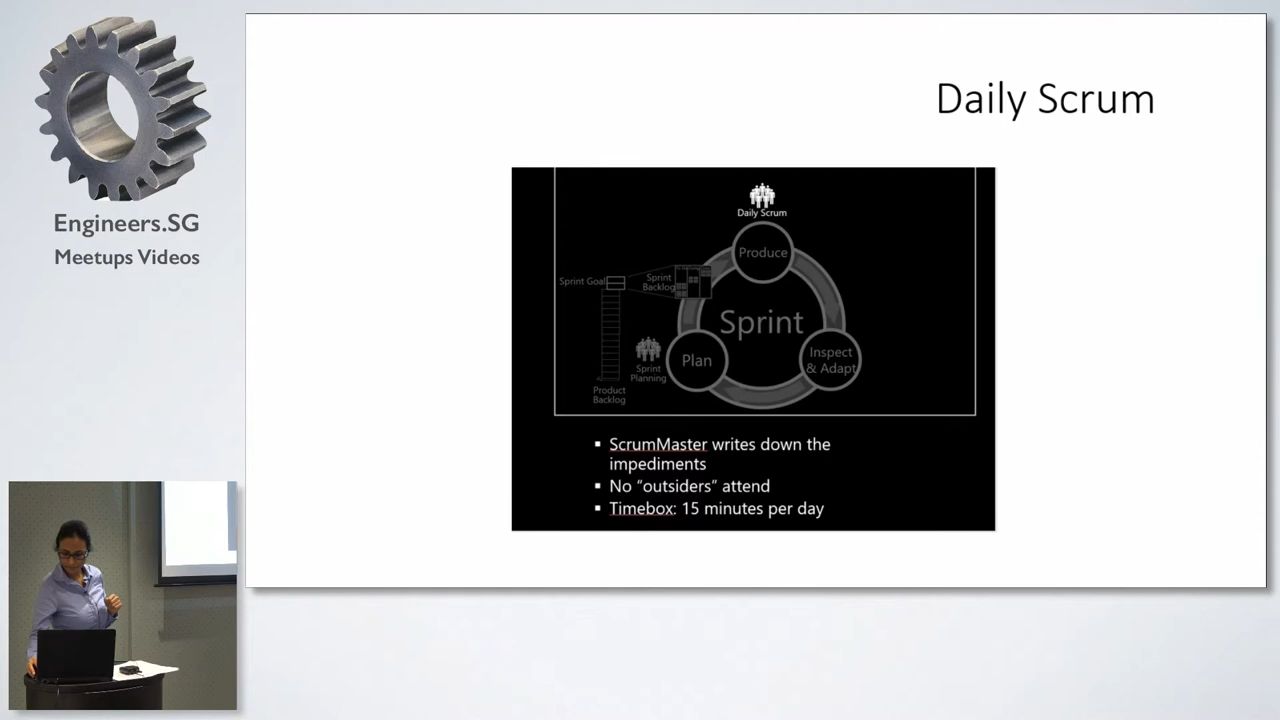 Engineers.SG
Meetups Videos
Daily Scrum
Daily Scrum
Produce
Sprint Goal
Sprint
Backlog
Sprint
Plan
Inspect
& Adapt
Sprint
Planning
Product
Backlog
▪ ScrumMaster writes down the
impediments
▪ No “outsiders” attend
▪ Timebox: 15 minutes per day